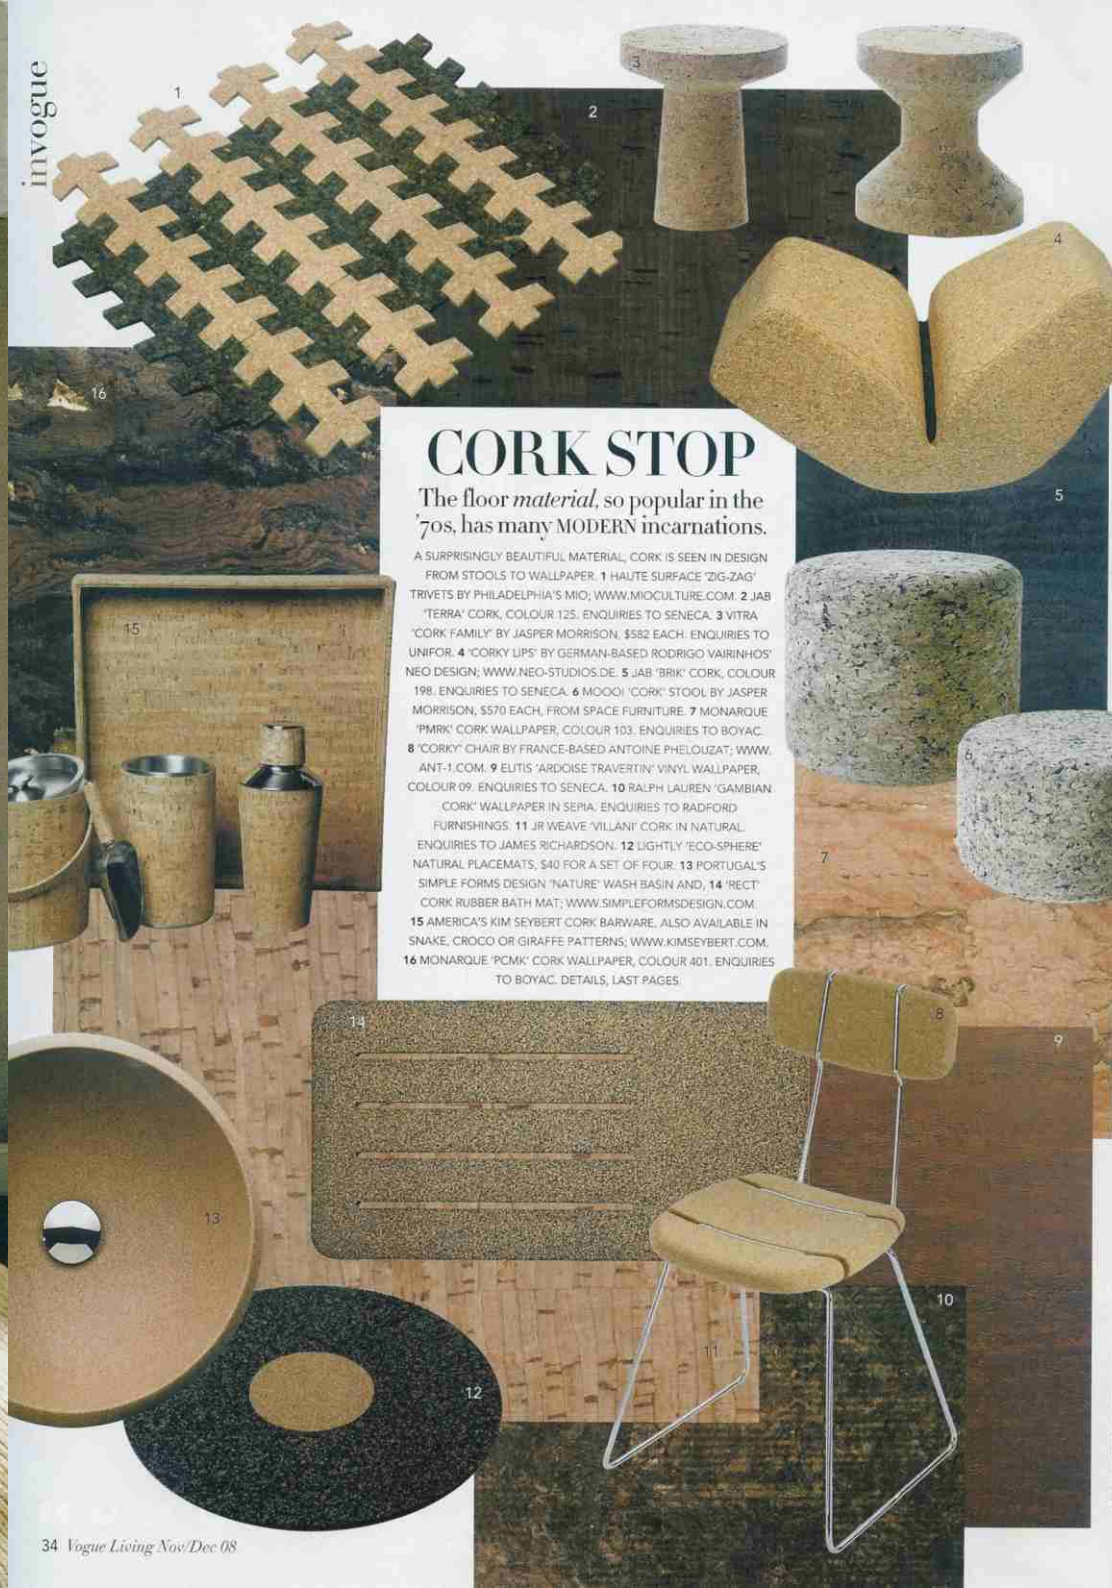 invogue
1
2
3
4
5
16
CORK STOP
The floor material, so popular in the
'70s, has many MODERN incarnations.
A SURPRISINGLY BEAUTIFUL MATERIAL, CORK IS SEEN IN DESIGN
FROM STOOLS TO WALLPAPER. 1 HAUTE SURFACE 'ZIG-ZAG'
TRIVETS BY PHILADELPHIA'S MIO; WWW.MIOCULTURE.COM. 2 JAB
'TERRA' CORK, COLOUR 125. ENQUIRIES TO SENECA. 3 VITRA
'CORK FAMILY' BY JASPER MORRISON, $582 EACH. ENQUIRIES TO
UNIFOR. 4 'CORKY LIPS' BY GERMAN-BASED RODRIGO VAIRINHOS'
NEO DESIGN; WWW.NEO-STUDIOS.DE. 5 JAB 'BRIK' CORK, COLOUR
198. ENQUIRIES TO SENECA. 6 MOOOI 'CORK' STOOL BY JASPER
MORRISON, $570 EACH, FROM SPACE FURNITURE. 7 MONARQUE
'PMRK' CORK WALLPAPER, COLOUR 103. ENQUIRIES TO BOYAC.
8 'CORKY' CHAIR BY FRANCE-BASED ANTOINE PHELOUZAT; WWW.
ANT-1.COM. 9 ELITIS 'ARDOISE TRAVERTIN' VINYL WALLPAPER,
COLOUR 09. ENQUIRIES TO SENECA. 10 RALPH LAUREN 'GAMBIAN
CORK' WALLPAPER IN SEPIA. ENQUIRIES TO RADFORD
FURNISHINGS. 11 JR WEAVE 'VILLANI' CORK IN NATURAL.
ENQUIRIES TO JAMES RICHARDSON. 12 LIGHTLY 'ECO-SPHERE'
NATURAL PLACEMATS, $40 FOR A SET OF FOUR. 13 PORTUGAL'S
SIMPLE FORMS DESIGN 'NATURE' WASH BASIN AND, 14 'RECT'
CORK RUBBER BATH MAT; WWW.SIMPLEFORMSDESIGN.COM.
15 AMERICA'S KIM SEYBERT CORK BARWARE, ALSO AVAILABLE IN
SNAKE, CROCO OR GIRAFFE PATTERNS; WWW.KIMSEYBERT.COM.
16 MONARQUE 'PCMK' CORK WALLPAPER, COLOUR 401. ENQUIRIES
TO BOYAC. DETAILS, LAST PAGES.
15
6
7
8
9
14
13
10
11
12
34 Vogue Living Nov/Dec 08